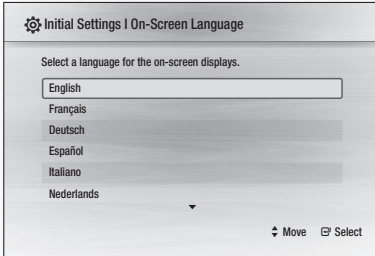 Initial Settings I On-Screen Language
Select a language for the on-screen displays.
English
Français
Deutsch
Español
Italiano
Nederlands
Move Select